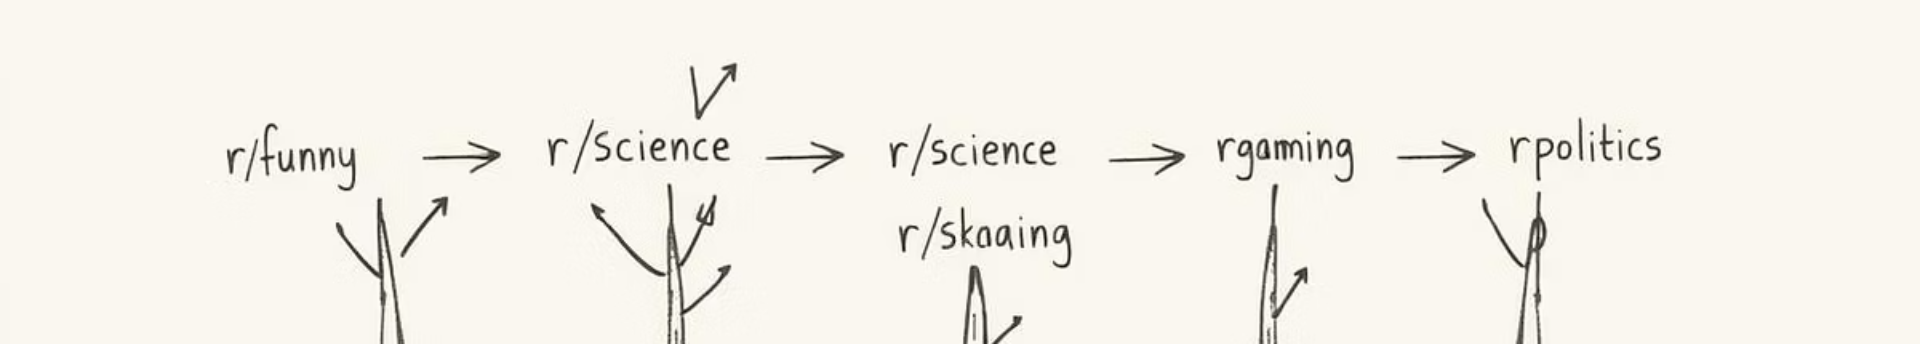 r/funny → r/science → r/science → rgaming → rpolitics
r/skaaing